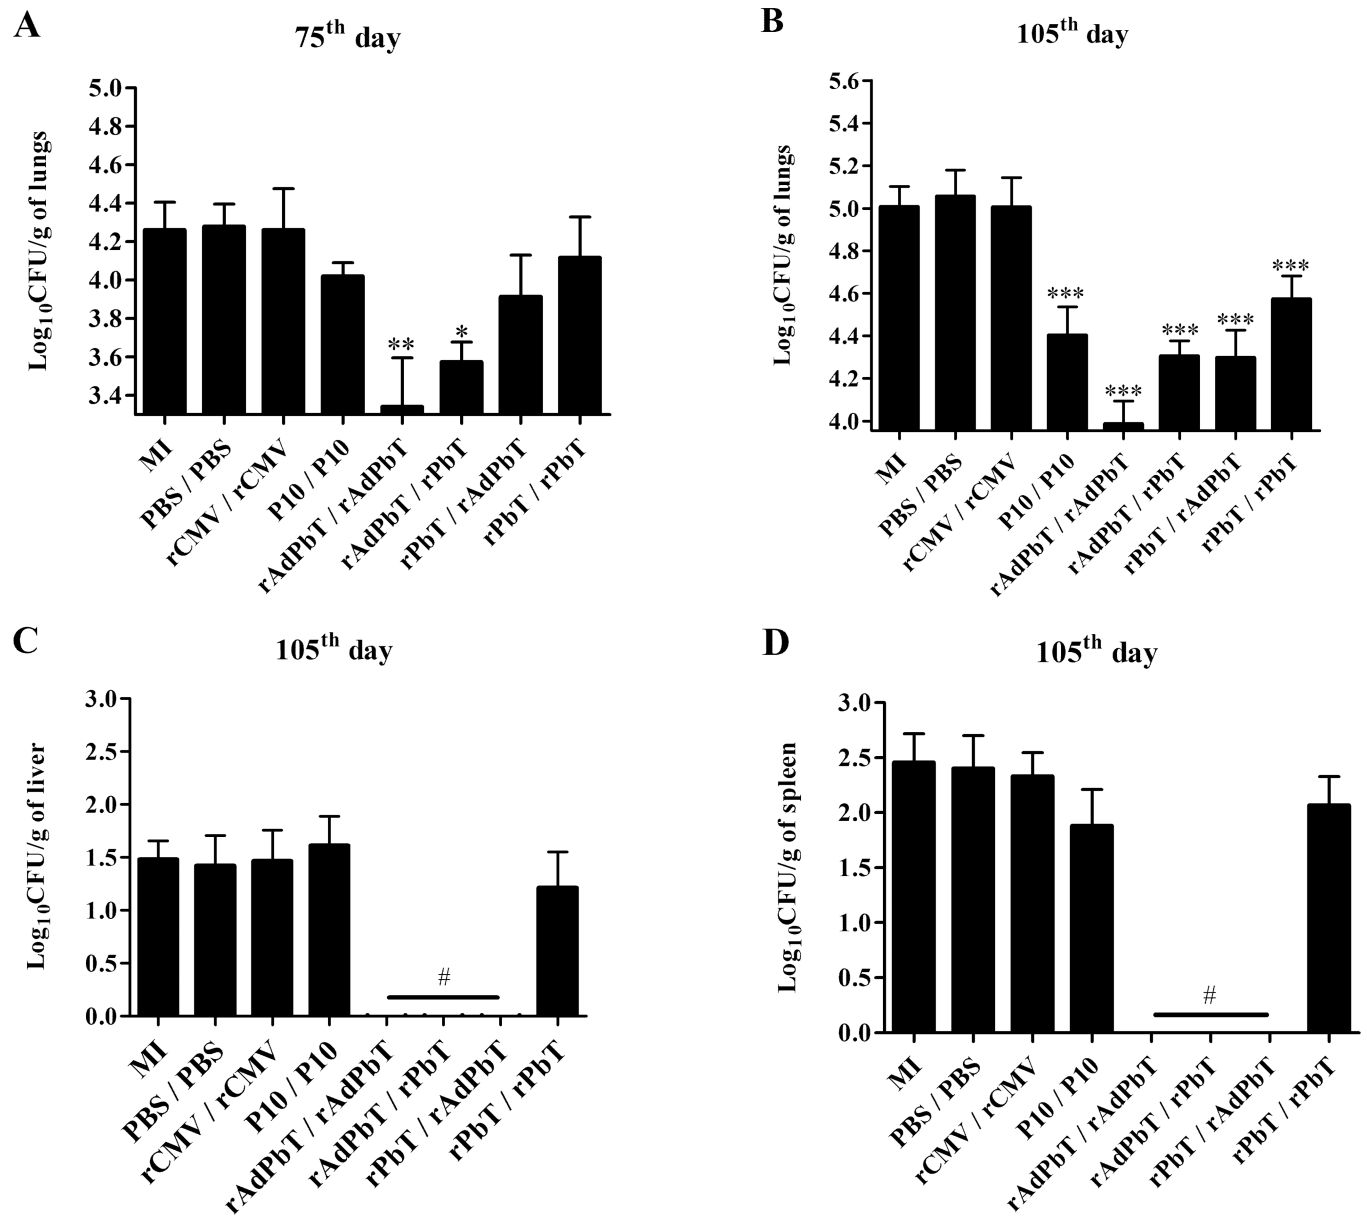 A
75th day
Log10CFU/g of lungs
5.0
4.8
4.6
4.4
4.2
4.0
3.8
3.6
3.4
**
*
MI
PBS / PBS
rCMV / rCMV
P10 / P10
rAdPbT / rAdPbT
rAdPbT / rPbT
rPbT / rAdPbT
rPbT / rPbT
B
105th day
Log10CFU/g of lungs
5.6
5.4
5.2
5.0
4.8
4.6
4.4
4.2
4.0
***
***
***
***
***
MI
PBS / PBS
rCMV / rCMV
P10 / P10
rAdPbT / rAdPbT
rAdPbT / rPbT
rPbT / rAdPbT
rPbT / rPbT
C
105th day
Log10CFU/g of liver
3.0
2.5
2.0
1.5
1.0
0.5
0.0
#
MI
PBS / PBS
rCMV / rCMV
P10 / P10
rAdPbT / rAdPbT
rAdPbT / rPbT
rPbT / rAdPbT
rPbT / rPbT
D
105th day
Log10CFU/g of spleen
3.0
2.5
2.0
1.5
1.0
0.5
0.0
#
MI
PBS / PBS
rCMV / rCMV
P10 / P10
rAdPbT / rAdPbT
rAdPbT / rPbT
rPbT / rAdPbT
rPbT / rPbT